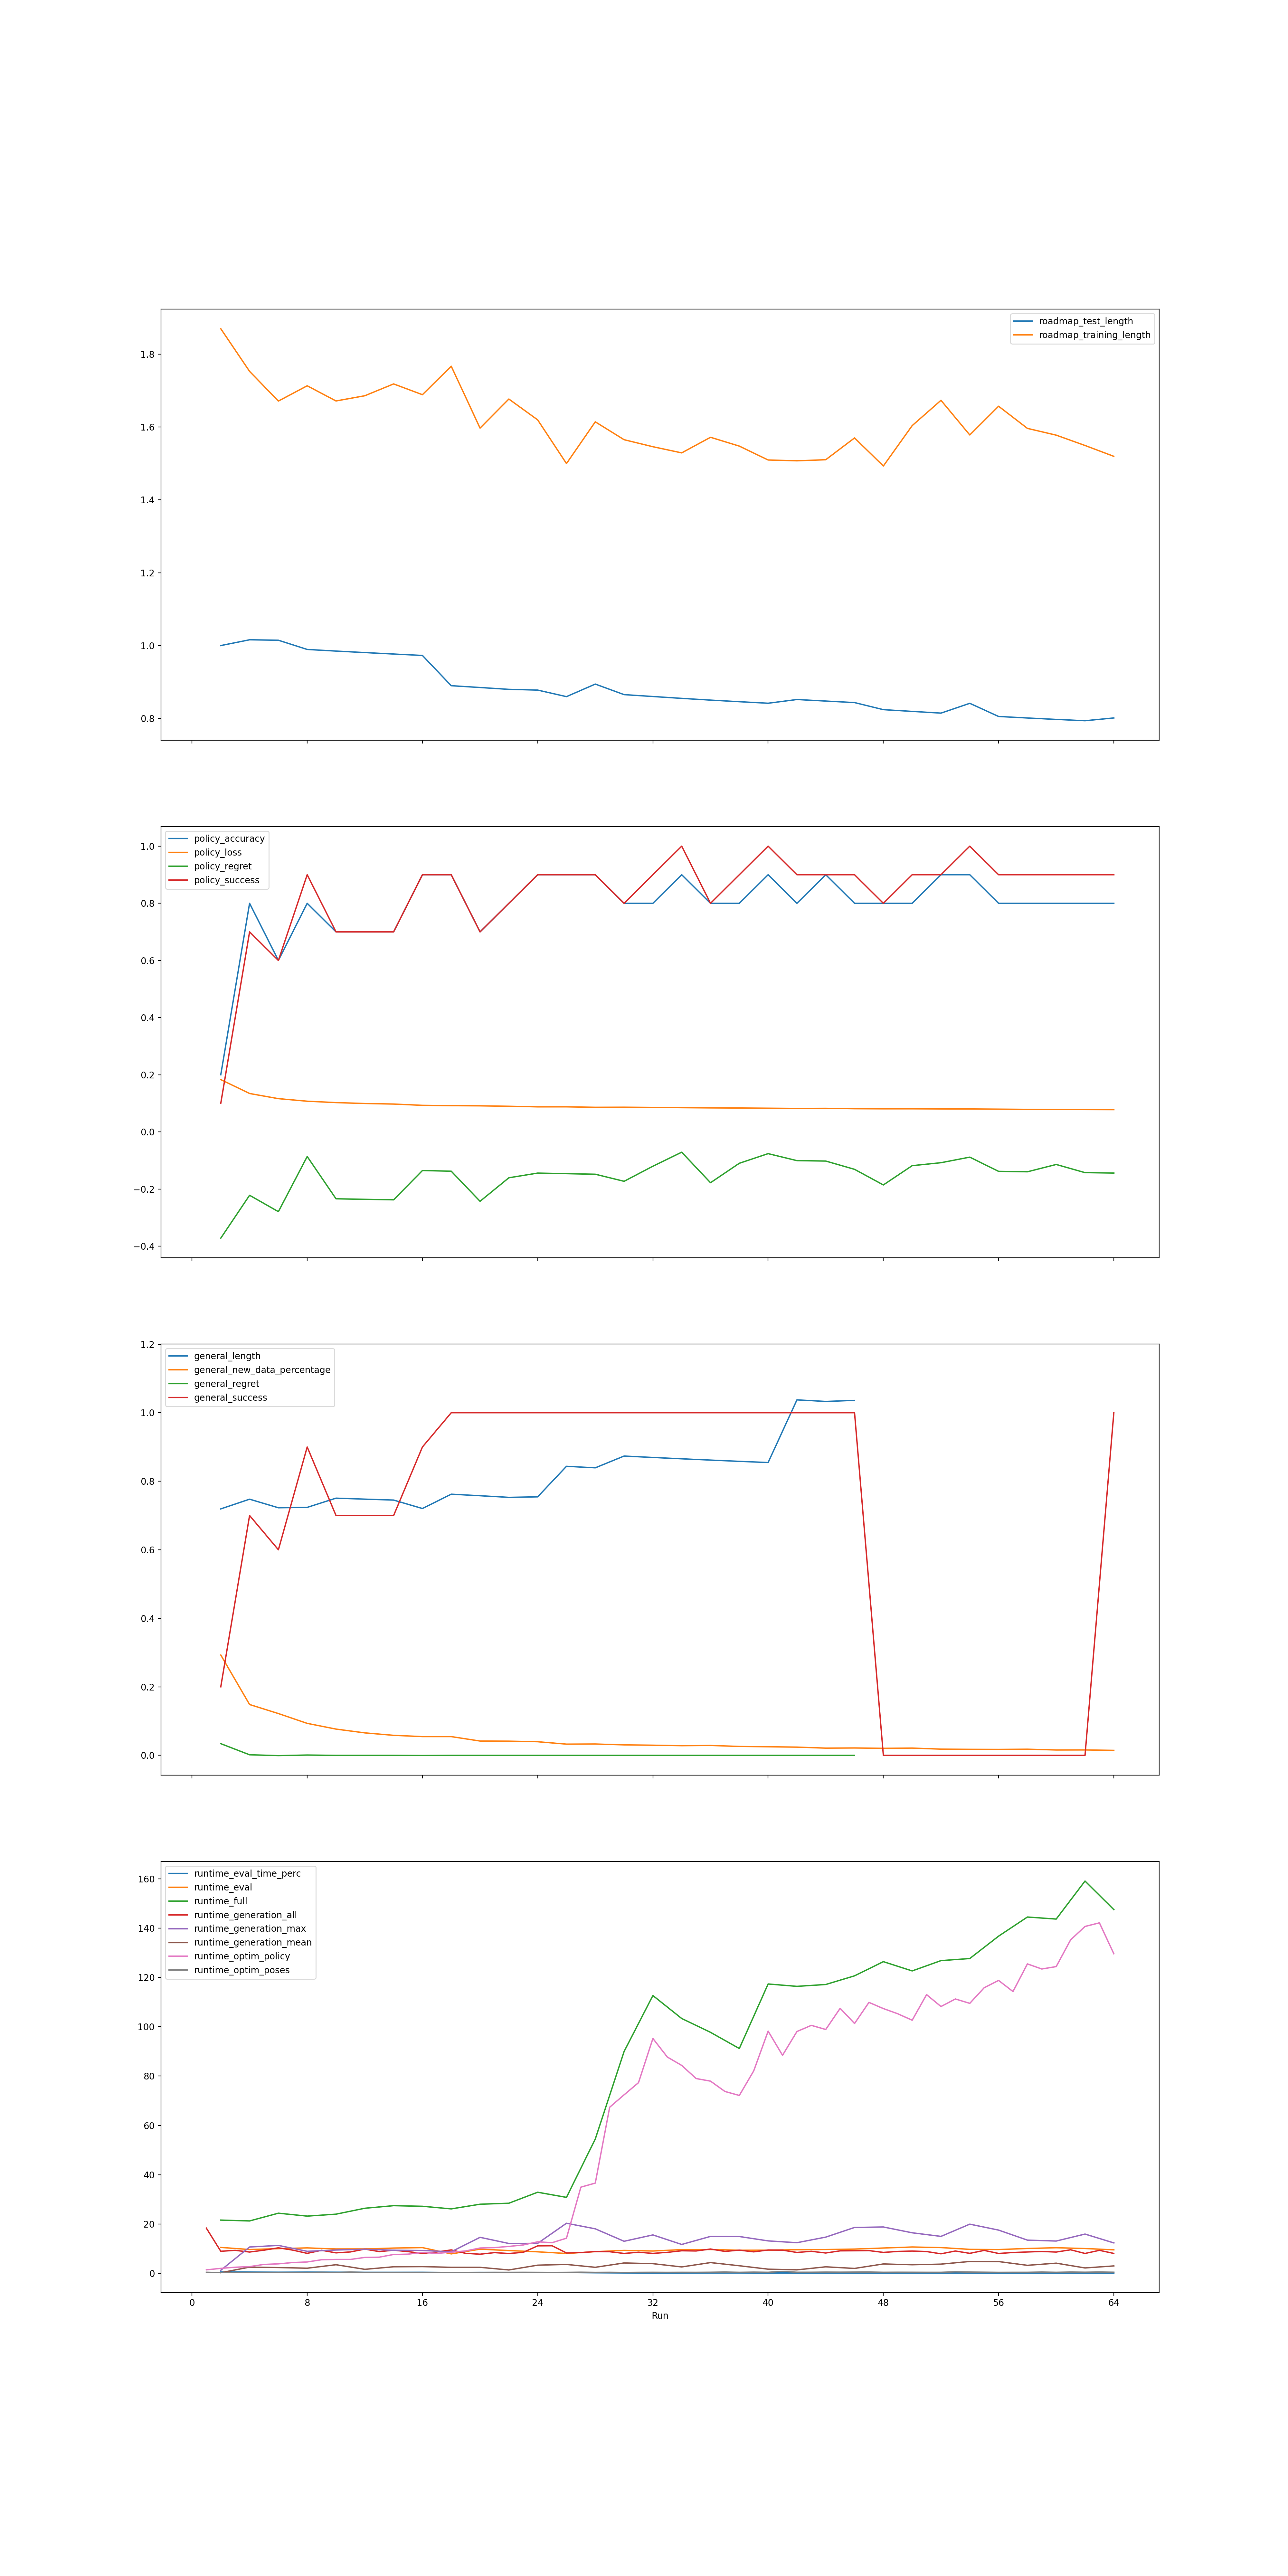 roadmap_test_length
roadmap_training_length
1.8
1.6
1.4
1.2
1.0
0.8
policy_accuracy
policy_loss
policy_regret
policy_success
1.0
0.8
0.6
0.4
0.2
0.0
−0.2
−0.4
general_length
general_new_data_percentage
general_regret
general_success
1.2
1.0
0.8
0.6
0.4
0.2
0.0
runtime_eval_time_perc
runtime_eval
runtime_full
runtime_generation_all
runtime_generation_max
runtime_generation_mean
runtime_optim_policy
runtime_optim_poses
160
140
120
100
80
60
40
20
0
0 8 16 24 32 40 48 56 64
Run